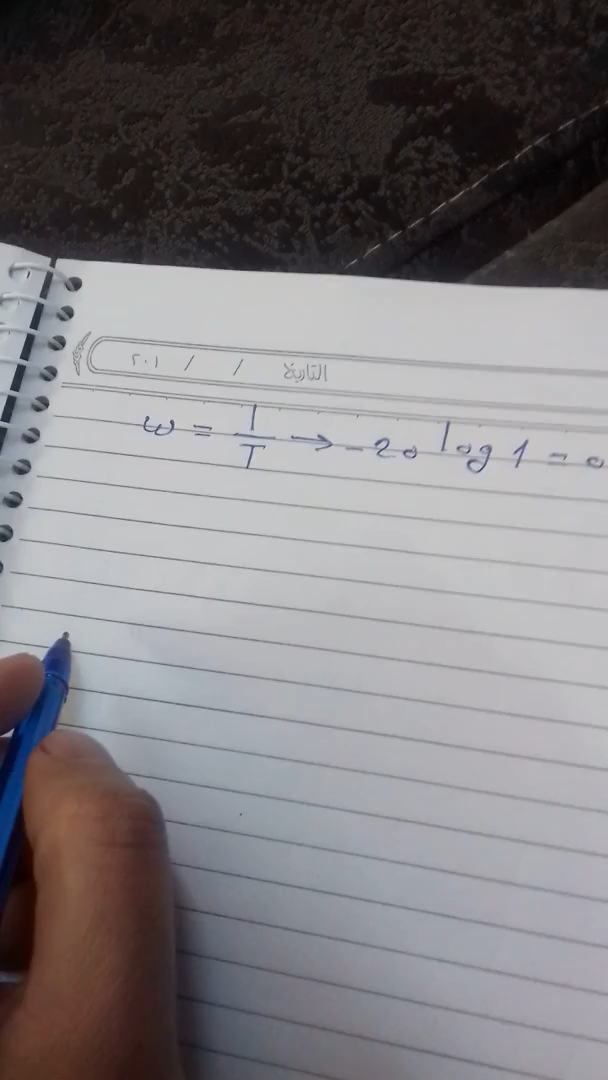 التاريخ / / ٢٠١
ω = 1/T → -20 log 1 = 0